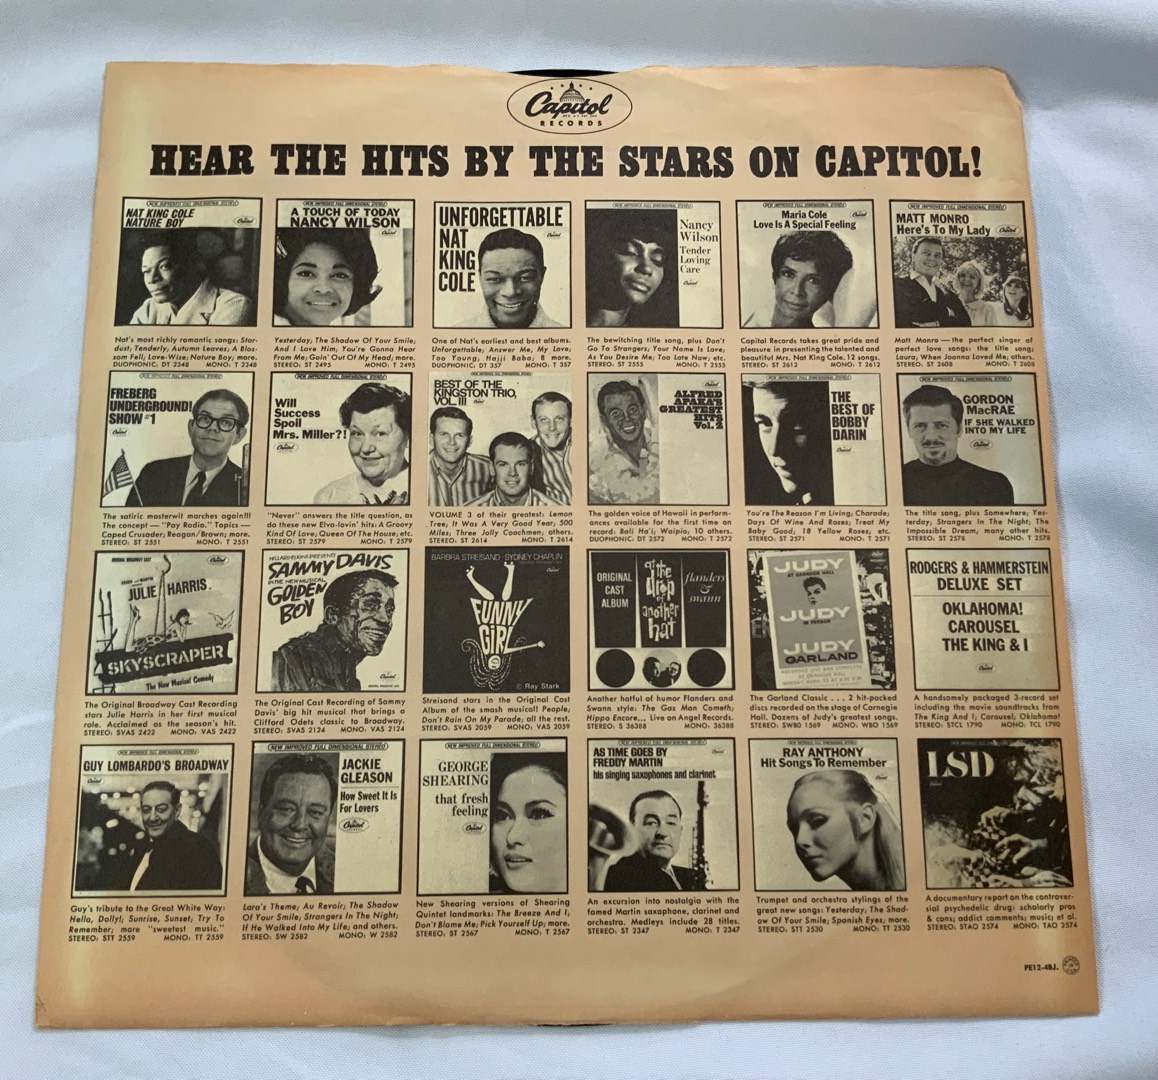 Capitol
RECORDS
HEAR THE HITS BY THE STARS ON CAPITOL!
NAT KING COLE
NATURE BOY
Nat's most richly romantic songs: Star-
dust; Tenderly; Autumn Leaves; A Blos-
som Fell; Love-Wise; Nature Boy; more.
DUOPHONIC: DT 2348 MONO: T 2348
A TOUCH OF TODAY
NANCY WILSON
Yesterday; The Shadow Of Your Smile;
And I Love Him; You're Gonna Hear
From Me; Goin' Out Of My Head; more.
STEREO: ST 2495 MONO: T 2495
UNFORGETTABLE
NAT
KING
COLE
One of Nat's earliest and best albums.
Unforgettable; Answer Me, My Love;
Too Young; Hajji Baba; 8 more.
DUOPHONIC: DT 357 MONO: T 357
Nancy
Wilson
Tender
Loving
Care
The bewitching title song, plus Don't
Go To Strangers; Your Name Is Love;
As You Desire Me; Too Late Now; etc.
STEREO: ST 2555 MONO: T 2555
Maria Cole
Love Is A Special Feeling
Capitol Records takes great pride and
pleasure in presenting the talented and
beautiful Mrs. Nat King Cole. 12 songs.
STEREO: ST 2612 MONO: T 2612
MATT MONRO
Here's To My Lady
Matt Monro — the perfect singer of
perfect love songs: the title song;
Laura; When Joanna Loved Me; others.
STEREO: ST 2608 MONO: T 2608
FREBERG
UNDERGROUND!
SHOW #1
The satiric masterwit marches again!!!
The concept — "Pay Radio." Topics —
Caped Crusader; Reagan/Brown; more.
STEREO: ST 2551 MONO: T 2551
Will
Success
Spoil
Mrs. Miller?!
"Never" answers the title question, as
do these new Elva-lovin' hits: A Groovy
Kind Of Love; Queen Of The House; etc.
STEREO: ST 2579 MONO: T 2579
BEST OF THE
KINGSTON TRIO,
VOL. III
VOLUME 3 of their greatest: Lemon
Tree; It Was A Very Good Year; 500
Miles; Three Jolly Coachmen; others.
STEREO: ST 2614 MONO: T 2614
ALFRED
APAKA'S
GREATEST
HITS
Vol. 2
The golden voice of Hawaii in perform-
ances available for the first time on
record: Bali Ha'i; Waipio; 10 others.
DUOPHONIC: DT 2572 MONO: T 2572
THE
BEST OF
BOBBY
DARIN
You're The Reason I'm Living; Charade;
Days Of Wine And Roses; Treat My
Baby Good; 18 Yellow Roses; etc.
STEREO: ST 2571 MONO: T 2571
GORDON
MacRAE
IF SHE WALKED
INTO MY LIFE
The title song, plus Somewhere; Yes-
terday; Strangers In The Night; The
Impossible Dream; many other hits.
STEREO: ST 2578 MONO: T 2578
JULIE HARRIS.
SKYSCRAPER
The New Musical Comedy
The Original Broadway Cast Recording
stars Julie Harris in her first musical
role. Acclaimed as the season's hit.
STEREO: SVAS 2422 MONO: VAS 2422
HILLARD ELKINS PRESENTS
SAMMY DAVIS
IN THE NEW MUSICAL
GOLDEN
BOY
The Original Cast Recording of Sammy
Davis' big hit musical that brings a
Clifford Odets classic to Broadway.
STEREO: SVAS 2124 MONO: VAS 2124
BARBRA STREISAND · SYDNEY CHAPLIN
FUNNY
GIRL
© Ray Stark
Streisand stars in the Original Cast
Album of the smash musical! People;
Don't Rain On My Parade; all the rest.
STEREO: SVAS 2059 MONO: VAS 2059
ORIGINAL
CAST
ALBUM
at the
drop
of
another
hat
flanders
&
swann
Another hatful of humor Flanders and
Swann style: The Gas Man Cometh;
Hippo Encore... Live on Angel Records.
STEREO: S 36388 MONO: 36388
JUDY
AT CARNEGIE HALL
JUDY
IN PERSON
JUDY
GARLAND
The Garland Classic . . . 2 hit-packed
discs recorded on the stage of Carnegie
Hall. Dozens of Judy's greatest songs.
STEREO: SWBO 1569 MONO: WBO 1569
RODGERS & HAMMERSTEIN
DELUXE SET
OKLAHOMA!
CAROUSEL
THE KING & I
A handsomely packaged 3-record set
including the movie soundtracks from
The King And I; Carousel; Oklahoma!
STEREO: STCL 1790 MONO: TCL 1790
GUY LOMBARDO'S BROADWAY
Guy's tribute to the Great White Way:
Hello, Dolly!; Sunrise, Sunset; Try To
Remember; more "sweetest music."
STEREO: STT 2559 MONO: TT 2559
JACKIE
GLEASON
How Sweet It Is
For Lovers
Lara's Theme; Au Revoir; The Shadow
Of Your Smile; Strangers In The Night;
If He Walked Into My Life; and others.
STEREO: SW 2582 MONO: W 2582
GEORGE
SHEARING
that fresh
feeling
New Shearing versions of Shearing
Quintet landmarks: The Breeze And I;
Don't Blame Me; Pick Yourself Up; more.
STEREO: ST 2567 MONO: T 2567
AS TIME GOES BY
FREDDY MARTIN
his singing saxophones and clarinet
An excursion into nostalgia with the
famed Martin saxophone, clarinet and
orchestra. Medleys include 28 titles.
STEREO: ST 2347 MONO: T 2347
RAY ANTHONY
Hit Songs To Remember
Trumpet and orchestra stylings of the
great new songs: Yesterday; The Shad-
ow Of Your Smile; Spanish Eyes; more.
STEREO: STT 2530 MONO: TT 2530
LSD
A documentary report on the controver-
sial psychedelic drug: scholarly pros
& cons; addict comments; music; et al.
STEREO: STAO 2574 MONO: TAO 2574
PE12-4BJ.